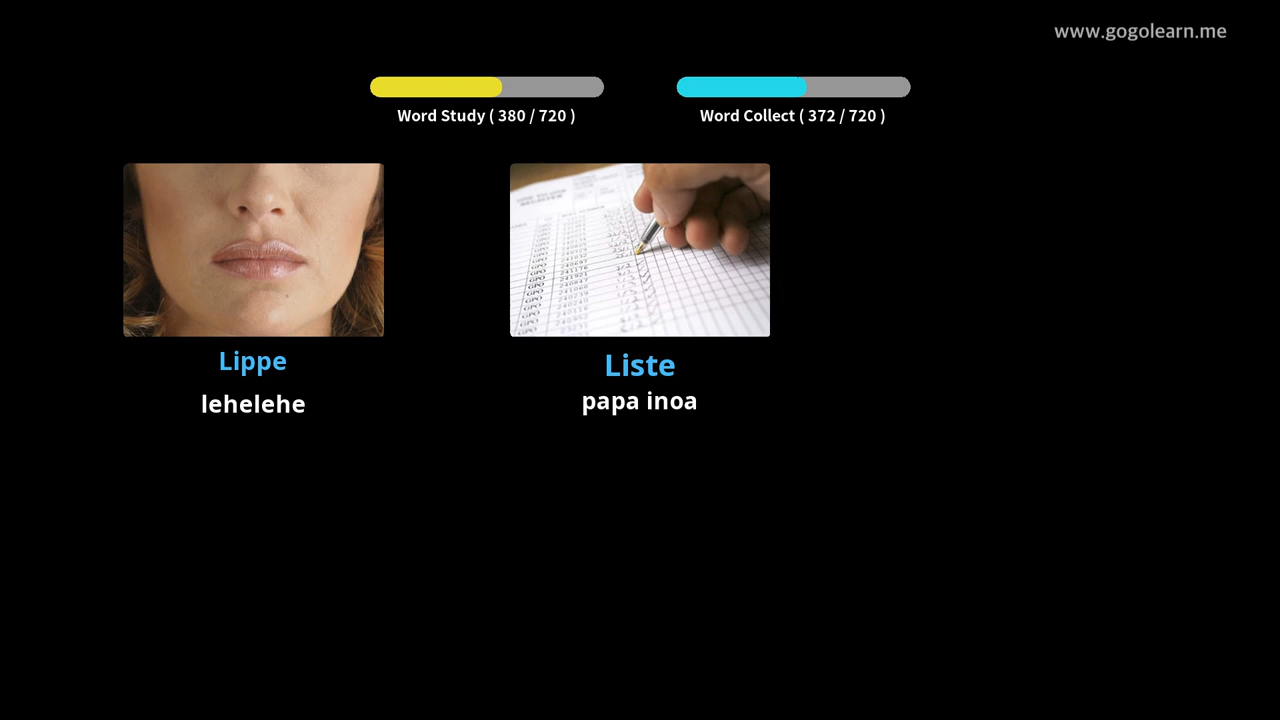 www.gogolearn.me
Word Study ( 380 / 720 )
Word Collect ( 372 / 720 )
Lippe
lehelehe
Liste
papa inoa